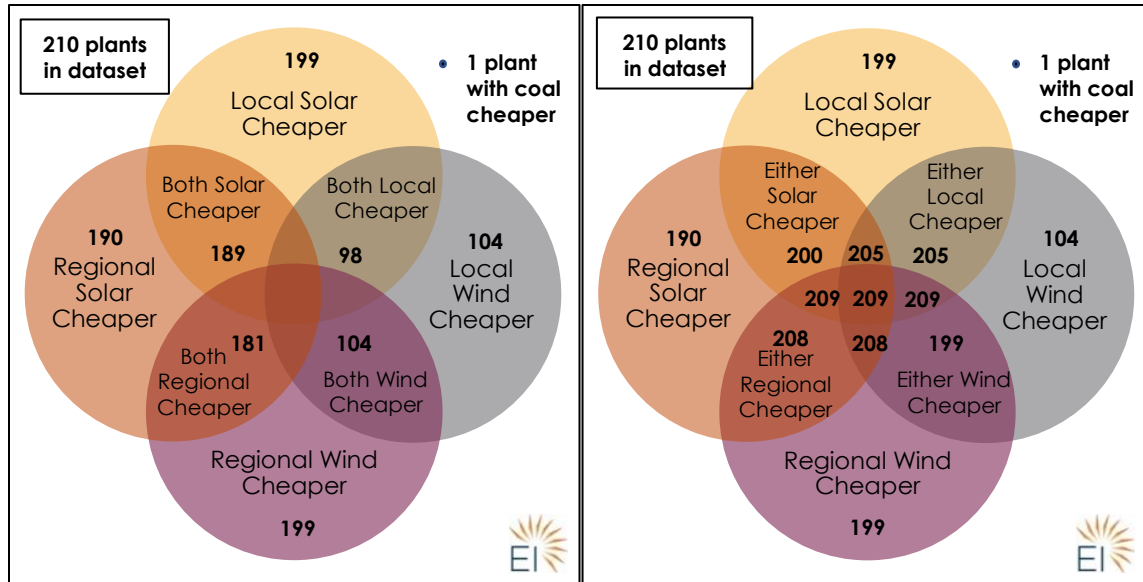 210 plants
in dataset
199
Local Solar
Cheaper
• 1 plant
with coal
cheaper
Both Solar
Cheaper
Both Local
Cheaper
190
Regional
Solar
Cheaper
189
98
104
Local
Wind
Cheaper
181
Both
Regional
Cheaper
104
Both Wind
Cheaper
Regional Wind
Cheaper
199
EI
210 plants
in dataset
199
Local Solar
Cheaper
• 1 plant
with coal
cheaper
Either
Solar
Cheaper
Either
Local
Cheaper
190
Regional
Solar
Cheaper
200
205
205
104
Local
Wind
Cheaper
209
209
209
208
Either
Regional
Cheaper
208
199
Either Wind
Cheaper
Regional Wind
Cheaper
199
EI